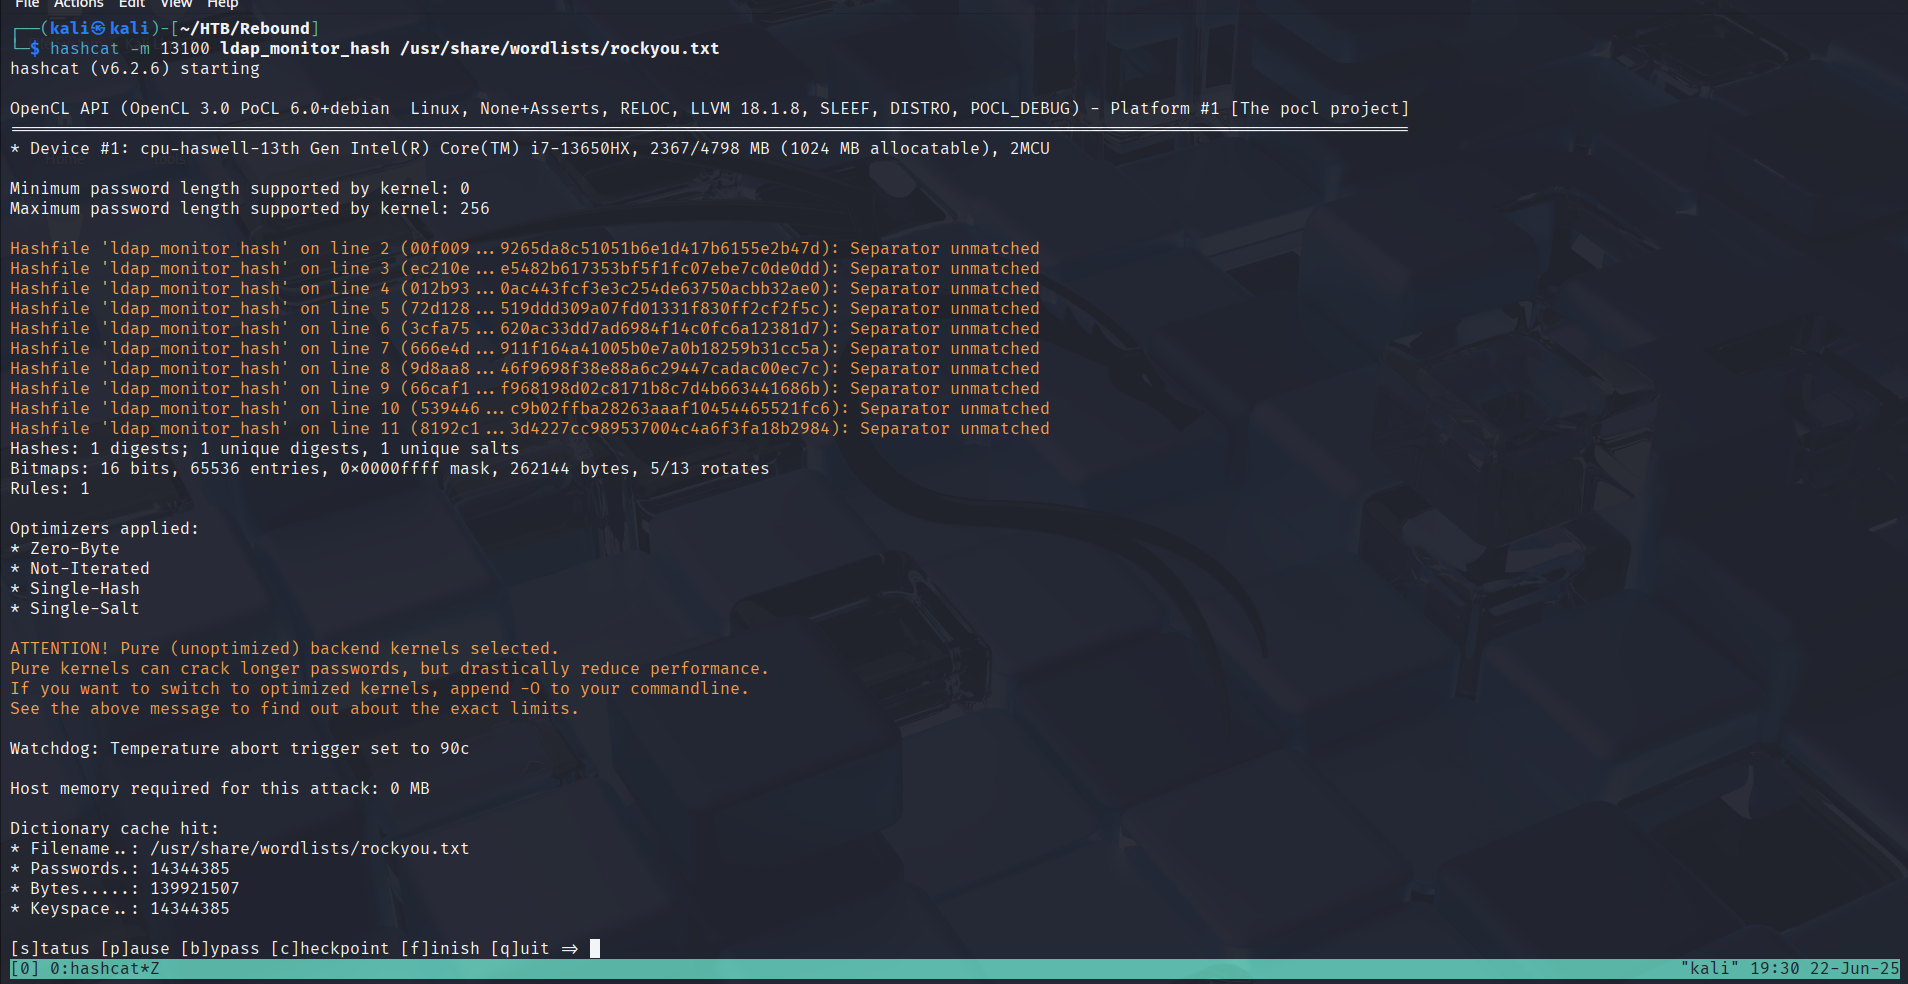 File Actions Edit View Help
┌──(kali㉿kali)-[~/HTB/Rebound]
└─$ hashcat -m 13100 ldap_monitor_hash /usr/share/wordlists/rockyou.txt
hashcat (v6.2.6) starting
OpenCL API (OpenCL 3.0 PoCL 6.0+debian  Linux, None+Asserts, RELOC, LLVM 18.1.8, SLEEF, DISTRO, POCL_DEBUG) - Platform #1 [The pocl project]
============================================================================================================================================
* Device #1: cpu-haswell-13th Gen Intel(R) Core(TM) i7-13650HX, 2367/4798 MB (1024 MB allocatable), 2MCU
Minimum password length supported by kernel: 0
Maximum password length supported by kernel: 256
Hashfile 'ldap_monitor_hash' on line 2 (00f009...9265da8c51051b6e1d417b6155e2b47d): Separator unmatched
Hashfile 'ldap_monitor_hash' on line 3 (ec210e...e5482b617353bf5f1fc07ebe7c0de0dd): Separator unmatched
Hashfile 'ldap_monitor_hash' on line 4 (012b93...0ac443fcf3e3c254de63750acbb32ae0): Separator unmatched
Hashfile 'ldap_monitor_hash' on line 5 (72d128...519ddd309a07fd01331f830ff2cf2f5c): Separator unmatched
Hashfile 'ldap_monitor_hash' on line 6 (3cfa75...620ac33dd7ad6984f14c0fc6a12381d7): Separator unmatched
Hashfile 'ldap_monitor_hash' on line 7 (666e4d...911f164a41005b0e7a0b18259b31cc5a): Separator unmatched
Hashfile 'ldap_monitor_hash' on line 8 (9d8aa8...46f9698f38e88a6c29447cadac00ec7c): Separator unmatched
Hashfile 'ldap_monitor_hash' on line 9 (66caf1...f968198d02c8171b8c7d4b663441686b): Separator unmatched
Hashfile 'ldap_monitor_hash' on line 10 (539446...c9b02ffba28263aaaf10454465521fc6): Separator unmatched
Hashfile 'ldap_monitor_hash' on line 11 (8192c1...3d4227cc989537004c4a6f3fa18b2984): Separator unmatched
Hashes: 1 digests; 1 unique digests, 1 unique salts
Bitmaps: 16 bits, 65536 entries, 0x0000ffff mask, 262144 bytes, 5/13 rotates
Rules: 1
Optimizers applied:
* Zero-Byte
* Not-Iterated
* Single-Hash
* Single-Salt
ATTENTION! Pure (unoptimized) backend kernels selected.
Pure kernels can crack longer passwords, but drastically reduce performance.
If you want to switch to optimized kernels, append -O to your commandline.
See the above message to find out about the exact limits.
Watchdog: Temperature abort trigger set to 90c
Host memory required for this attack: 0 MB
Dictionary cache hit:
* Filename..: /usr/share/wordlists/rockyou.txt
* Passwords.: 14344385
* Bytes.....: 139921507
* Keyspace..: 14344385
[s]tatus [p]ause [b]ypass [c]heckpoint [f]inish [q]uit =>
[0] 0:hashcat*Z "kali" 19:30 22-Jun-25